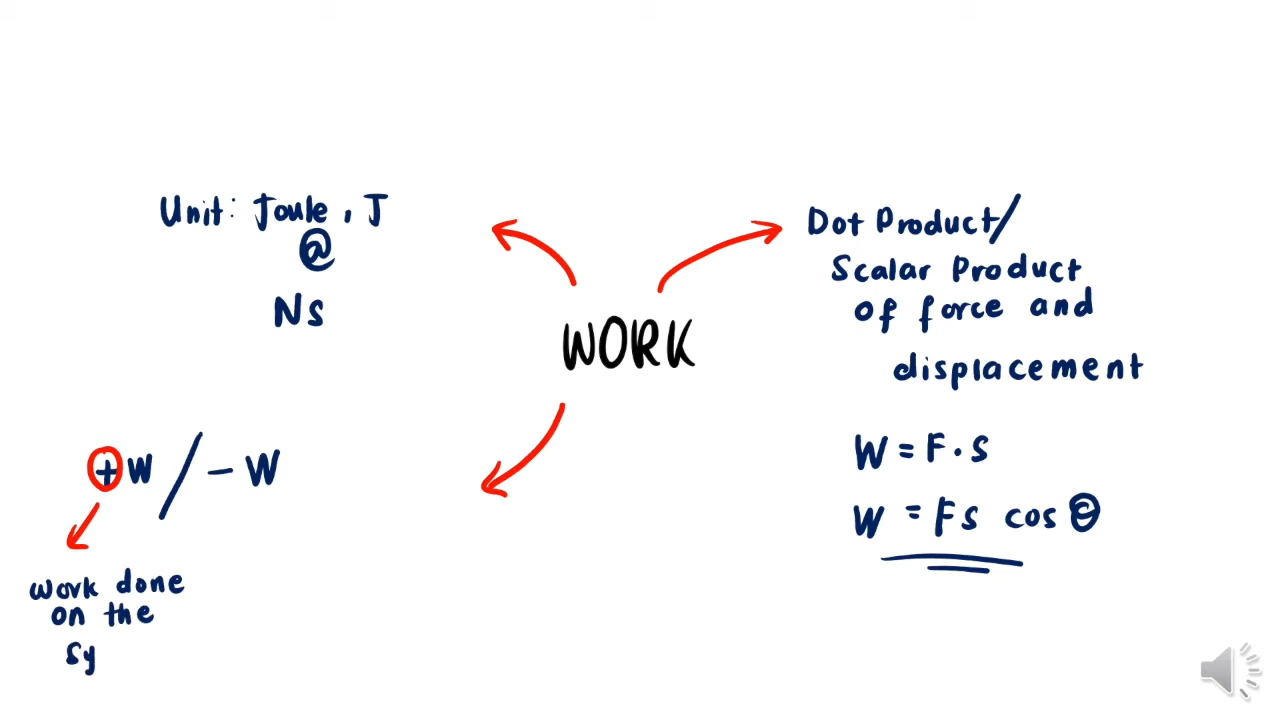 Unit: Joule, J
@
Ns
WORK
Dot Product/
Scalar Product
of force and
displacement
W = F · s
W = Fs cos θ
+W / - W
work done
on the
sy